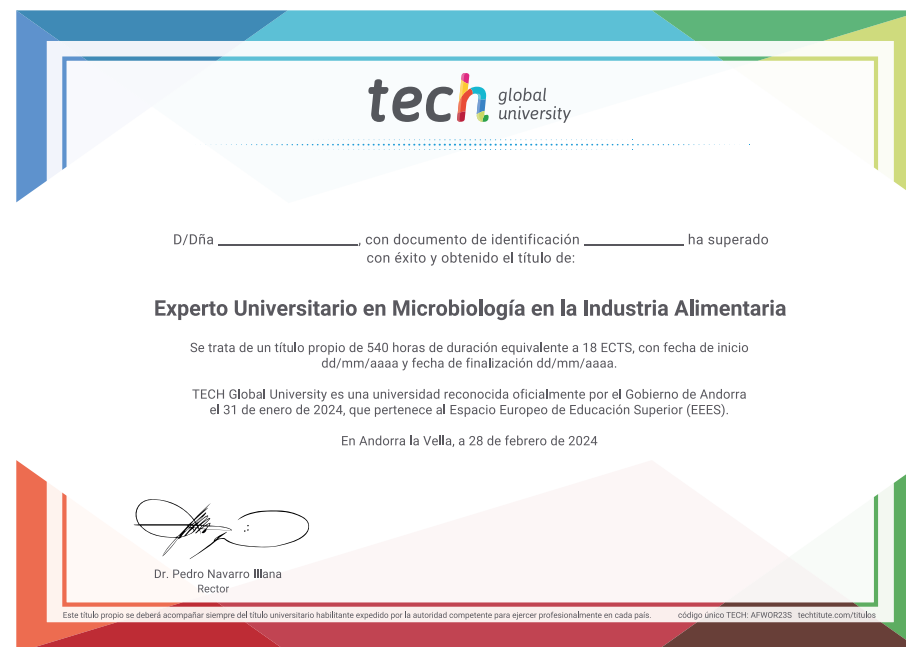 tech global university
D/Dña ____________________, con documento de identificación ______________ ha superado
con éxito y obtenido el título de:
Experto Universitario en Microbiología en la Industria Alimentaria
Se trata de un título propio de 540 horas de duración equivalente a 18 ECTS, con fecha de inicio
dd/mm/aaaa y fecha de finalización dd/mm/aaaa.
TECH Global University es una universidad reconocida oficialmente por el Gobierno de Andorra
el 31 de enero de 2024, que pertenece al Espacio Europeo de Educación Superior (EEES).
En Andorra la Vella, a 28 de febrero de 2024
Dr. Pedro Navarro Illana
Rector
Este título propio se deberá acompañar siempre del título universitario habilitante expedido por la autoridad competente para ejercer profesionalmente en cada país. código único TECH: AFWOR23S techtitute.com/titulos